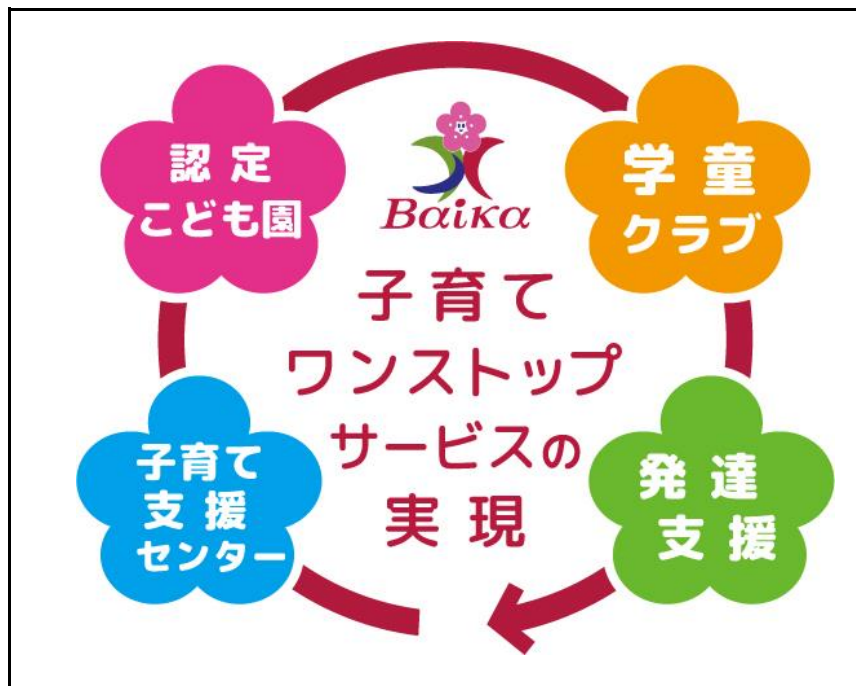 認定
こども園
学童
クラブ
Baika
子育て
ワンストップ
サービスの
実現
子育て
支援
センター
発達
支援